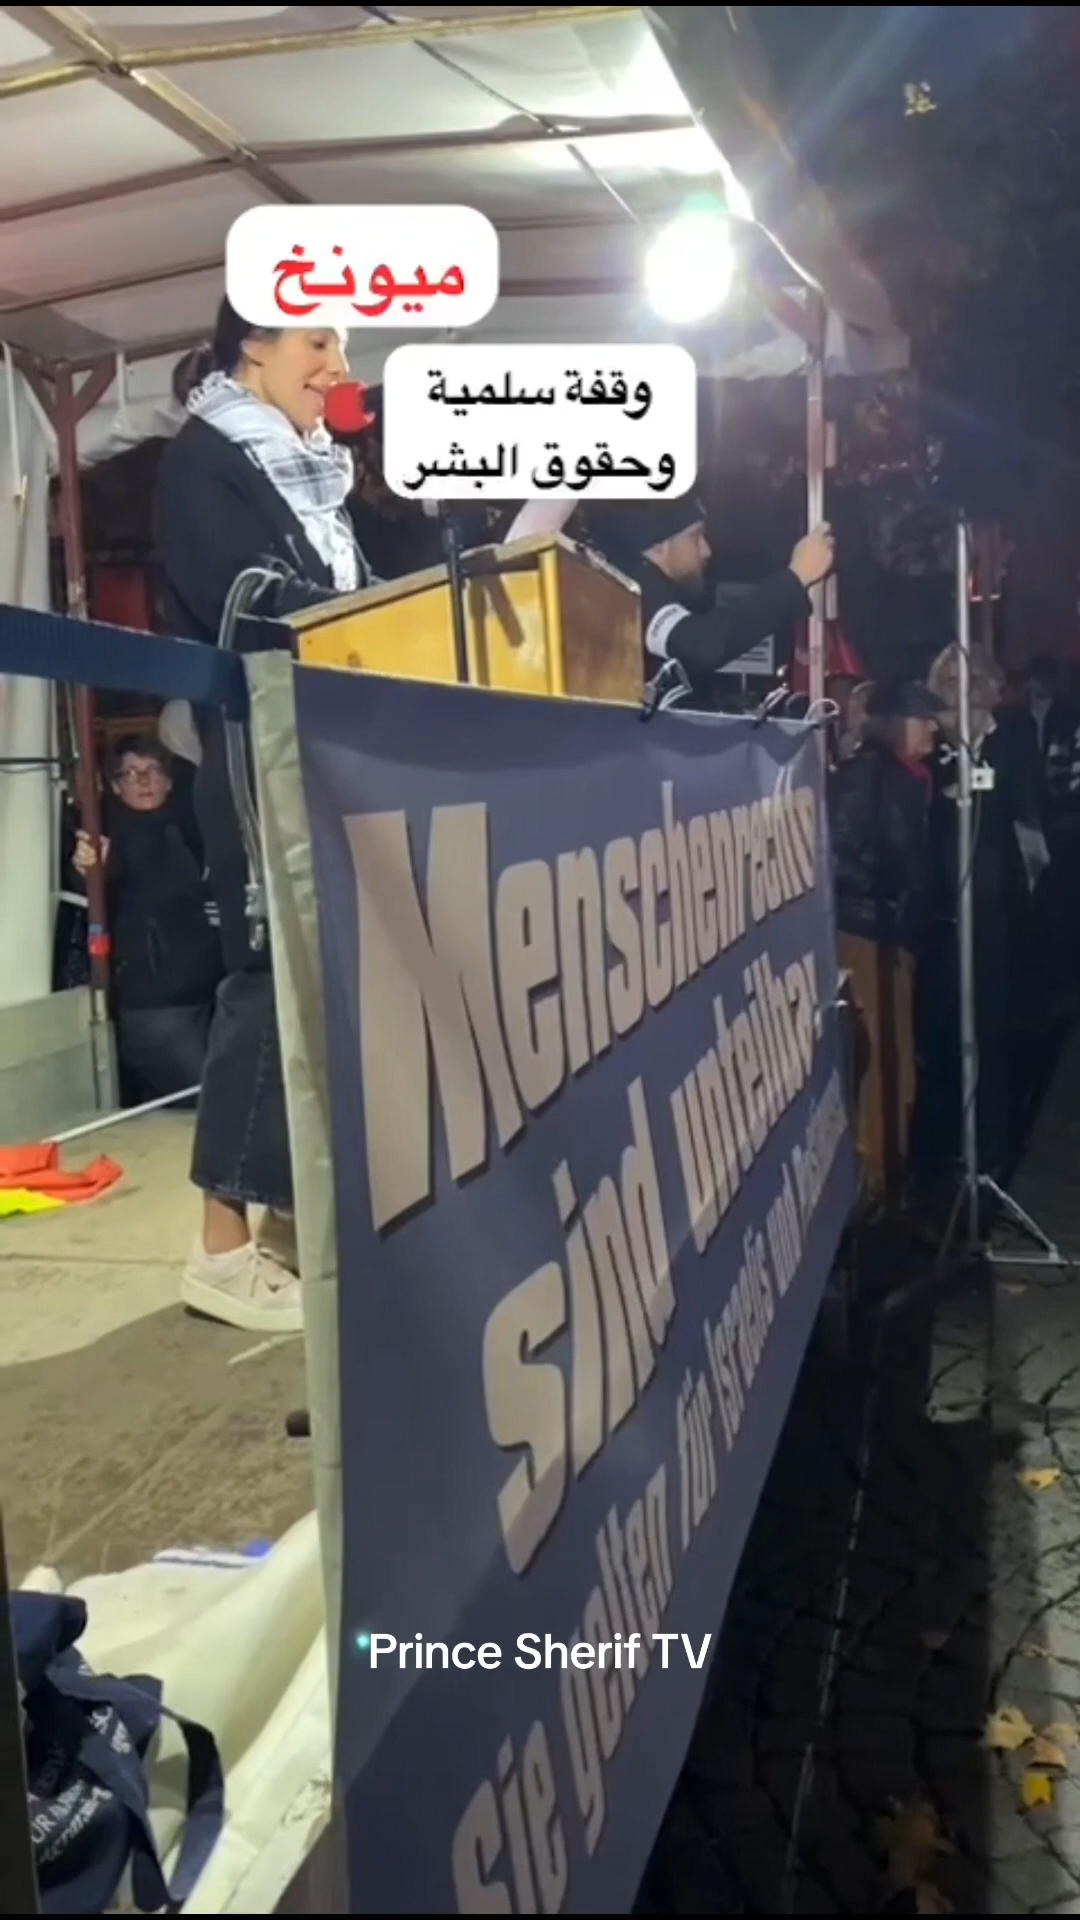 ميونخ
وقفة سلمية
وحقوق البشر
Menschenrechte
sind unteilbar
Sie gelten für Israelis und
Prince Sherif TV